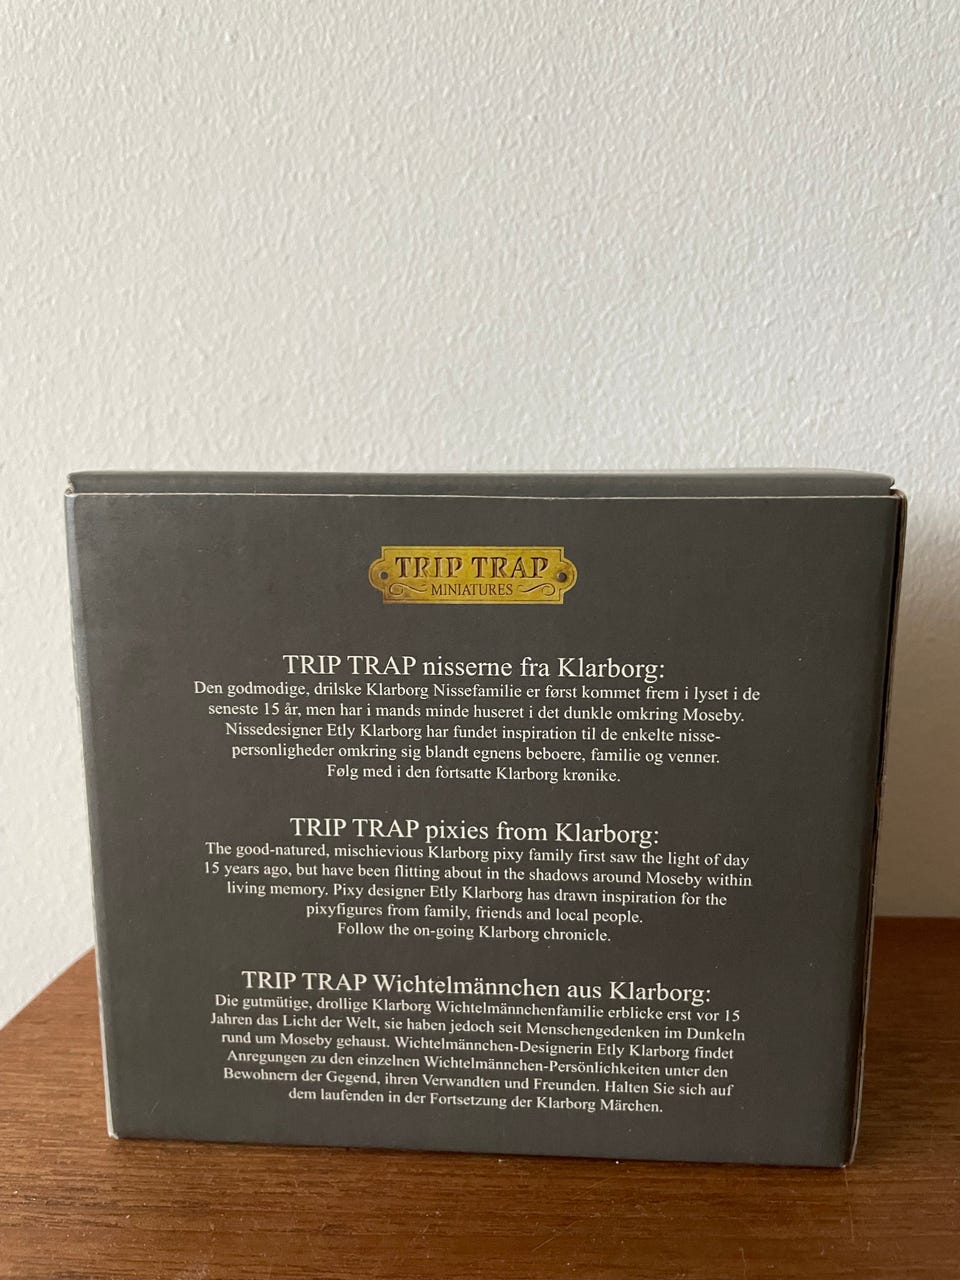 TRIP TRAP
MINIATURES
TRIP TRAP nisserne fra Klarborg:
Den godmodige, drilske Klarborg Nissefamilie er først kommet frem i lyset i de
seneste 15 år, men har i mands minde huseret i det dunkle omkring Moseby.
Nissedesigner Etly Klarborg har fundet inspiration til de enkelte nisse-
personligheder omkring sig blandt egnens beboere, familie og venner.
Følg med i den fortsatte Klarborg krønike.
TRIP TRAP pixies from Klarborg:
The good-natured, mischievious Klarborg pixy family first saw the light of day
15 years ago, but have been flitting about in the shadows around Moseby within
living memory. Pixy designer Etly Klarborg has drawn inspiration for the
pixyfigures from family, friends and local people.
Follow the on-going Klarborg chronicle.
TRIP TRAP Wichtelmännchen aus Klarborg:
Die gutmütige, drollige Klarborg Wichtelmännchenfamilie erblicke erst vor 15
Jahren das Licht der Welt, sie haben jedoch seit Menschengedenken im Dunkeln
rund um Moseby gehaust. Wichtelmännchen-Designerin Etly Klarborg findet
Anregungen zu den einzelnen Wichtelmännchen-Persönlichkeiten unter den
Bewohnern der Gegend, ihren Verwandten und Freunden. Halten Sie sich auf
dem laufenden in der Fortsetzung der Klarborg Märchen.